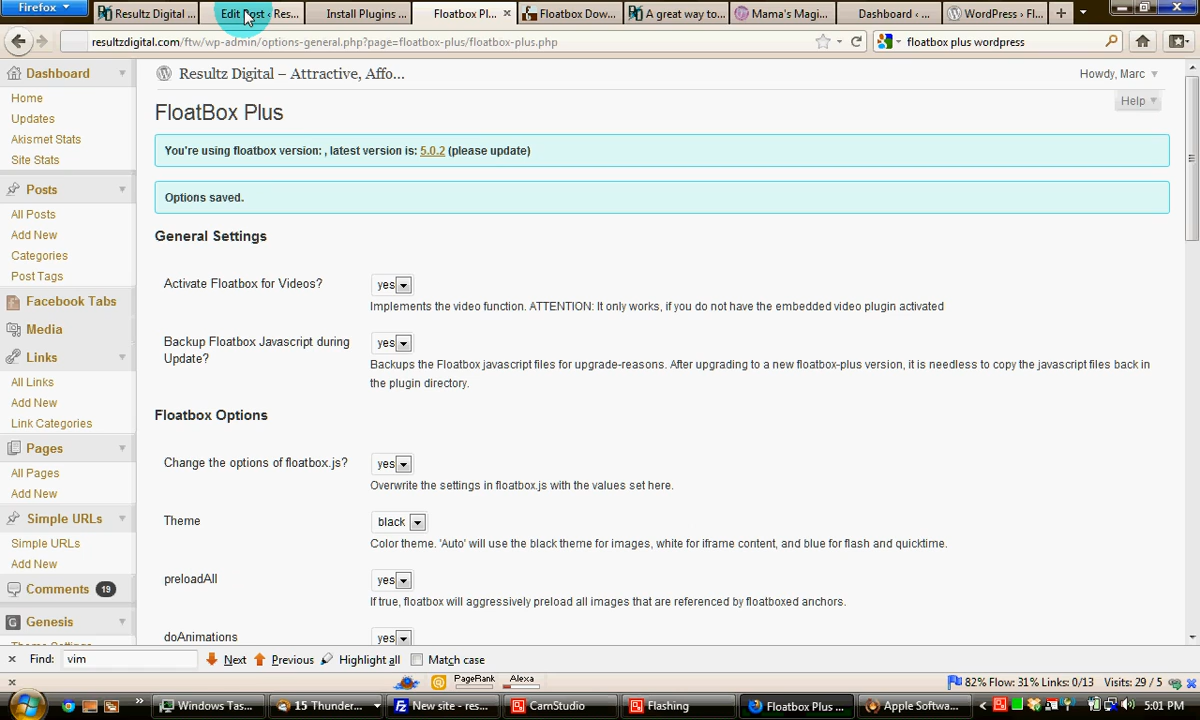 Firefox
Resultz Digital ...
Edit Post ‹ Res...
Install Plugins ...
Floatbox Pl...
Floatbox Dow...
A great way to...
Mama's Magi...
Dashboard ‹ ...
WordPress › Fl...
resultzdigital.com/ftw/wp-admin/options-general.php?page=floatbox-plus/floatbox-plus.php
floatbox plus wordpress
Dashboard
Home
Updates
Akismet Stats
Site Stats
Posts
All Posts
Add New
Categories
Post Tags
Facebook Tabs
Media
Links
All Links
Add New
Link Categories
Pages
All Pages
Add New
Simple URLs
Simple URLs
Add New
Comments 19
Genesis
Resultz Digital – Attractive, Affo...
Howdy, Marc
Help
FloatBox Plus
You're using floatbox version: , latest version is: 5.0.2 (please update)
Options saved.
General Settings
Activate Floatbox for Videos?
yes
Implements the video function. ATTENTION: It only works, if you do not have the embedded video plugin activated
Backup Floatbox Javascript during
Update?
yes
Backups the Floatbox javascript files for upgrade-reasons. After upgrading to a new floatbox-plus version, it is needless to copy the javascript files back in
the plugin directory.
Floatbox Options
Change the options of floatbox.js?
yes
Overwrite the settings in floatbox.js with the values set here.
Theme
black
Color theme. 'Auto' will use the black theme for images, white for iframe content, and blue for flash and quicktime.
preloadAll
yes
If true, floatbox will aggressively preload all images that are referenced by floatboxed anchors.
doAnimations
yes
Find: vim
Next
Previous
Highlight all
Match case
PageRank
Alexa
82% Flow: 31% Links: 0/13 Visits: 29 / 5
Windows Tas...
15 Thunder...
New site - res...
CamStudio
Flashing
Floatbox Plus ...
Apple Softwa...
5:01 PM